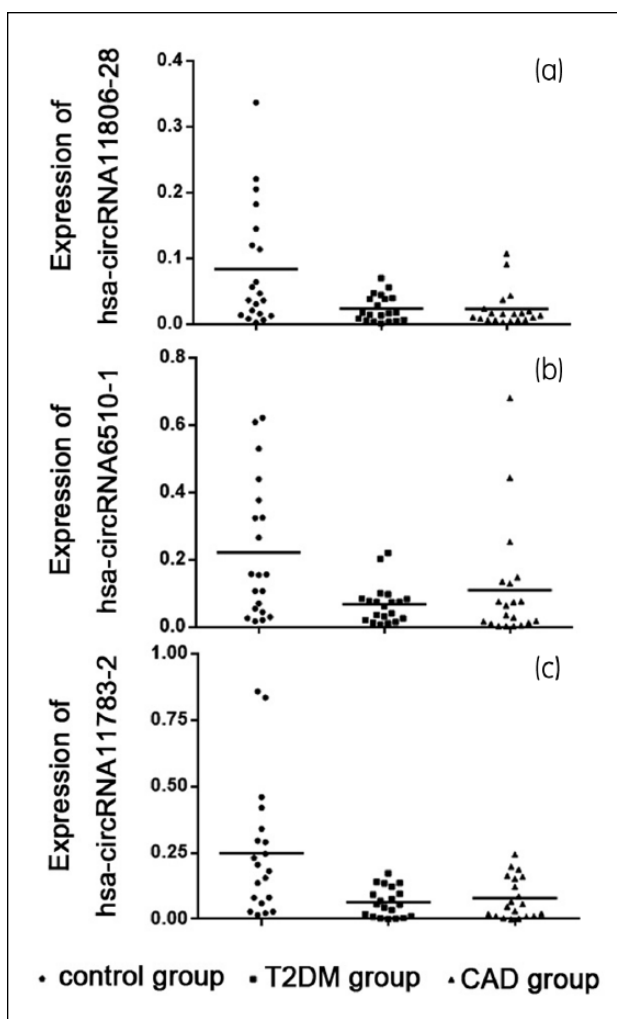 (a)
Expression of
hsa-circRNA11806-28
0.4
0.3
0.2
0.1
0.0
(b)
Expression of
hsa-circRNA6510-1
0.8
0.6
0.4
0.2
0.0
(c)
Expression of
hsa-circRNA11783-2
1.00
0.75
0.50
0.25
0.00
control group T2DM group CAD group